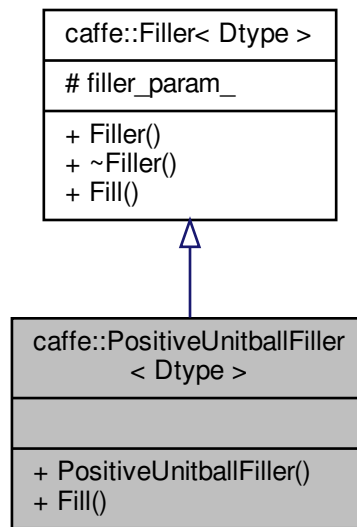 caffe::Filler< Dtype >
# filler_param_
+ Filler()
+ ~Filler()
+ Fill()
caffe::PositiveUnitballFiller
< Dtype >
+ PositiveUnitballFiller()
+ Fill()